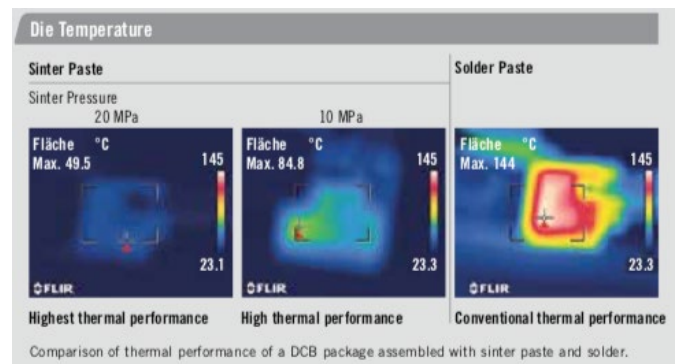 Die Temperature
Sinter Paste
Solder Paste
Sinter Pressure
20 MPa
10 MPa
Fläche °C
Max. 49.5
145
23.1
FLIR
Fläche °C
Max. 84.8
145
23.3
FLIR
Fläche °C
Max. 144
145
23.3
FLIR
Highest thermal performance
High thermal performance
Conventional thermal performance
Comparison of thermal performance of a DCB package assembled with sinter paste and solder.